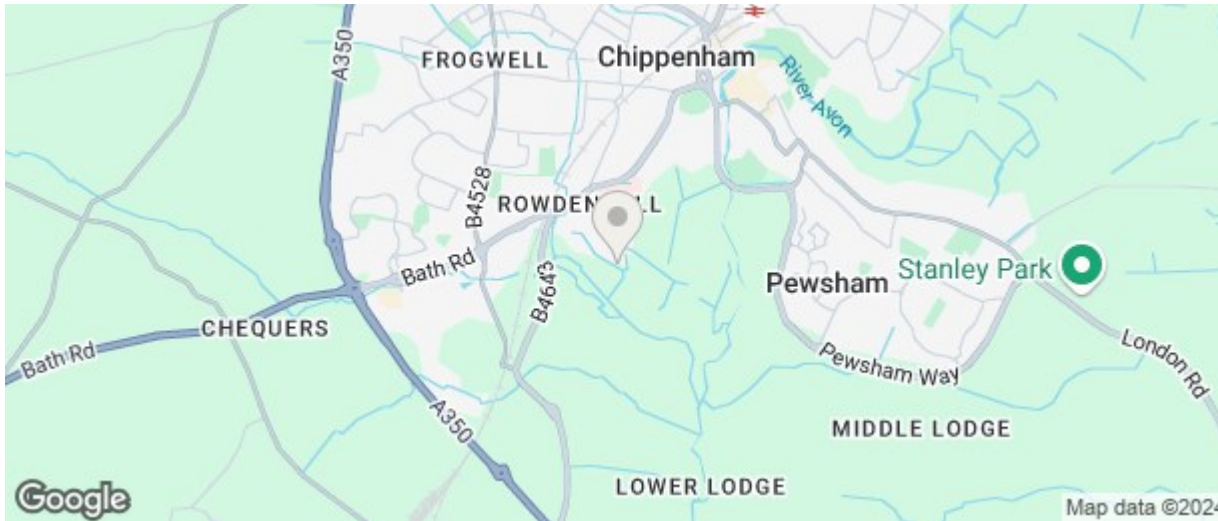 A350
FROGWELL
Chippenham
River Avon
B4528
ROWDEN
Bath Rd
B4643
Pewsham
Stanley Park
CHEQUERS
Bath Rd
Pewsham Way
London Rd
A350
MIDDLE LODGE
LOWER LODGE
Google
Map data ©2024